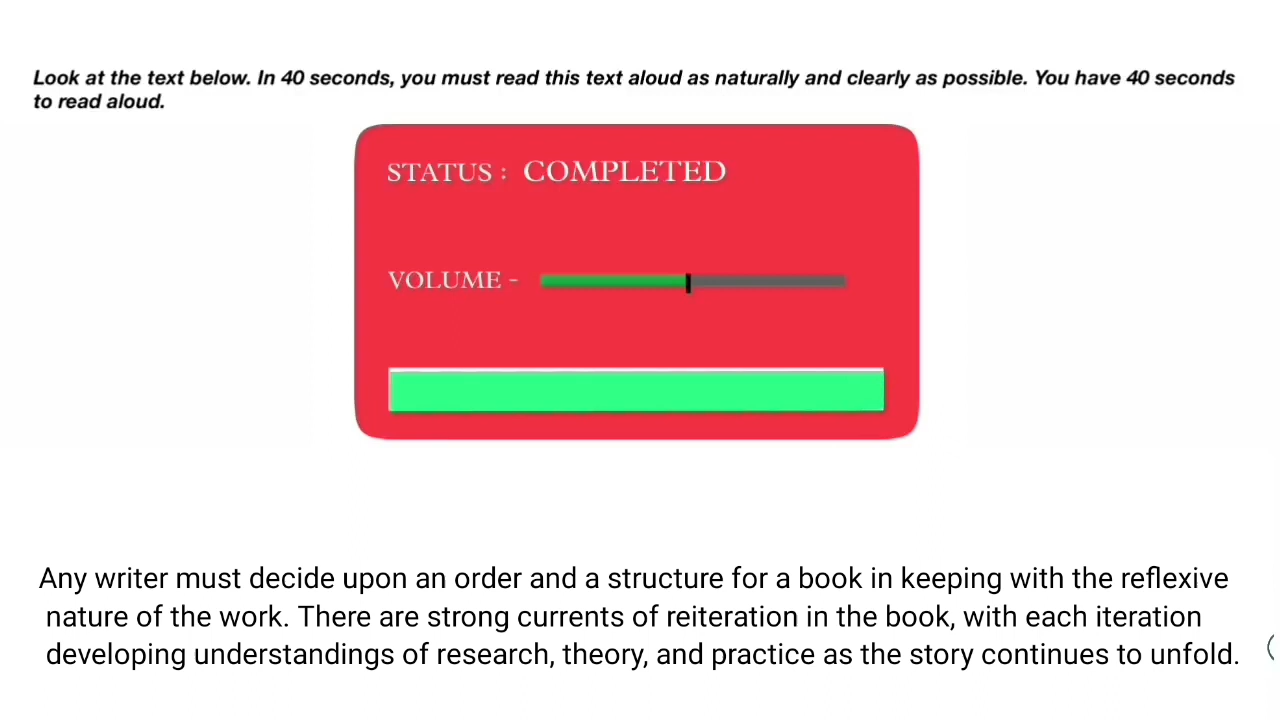 Look at the text below. In 40 seconds, you must read this text aloud as naturally and clearly as possible. You have 40 seconds
to read aloud.
STATUS : COMPLETED
VOLUME -
Any writer must decide upon an order and a structure for a book in keeping with the reflexive
nature of the work. There are strong currents of reiteration in the book, with each iteration
developing understandings of research, theory, and practice as the story continues to unfold.